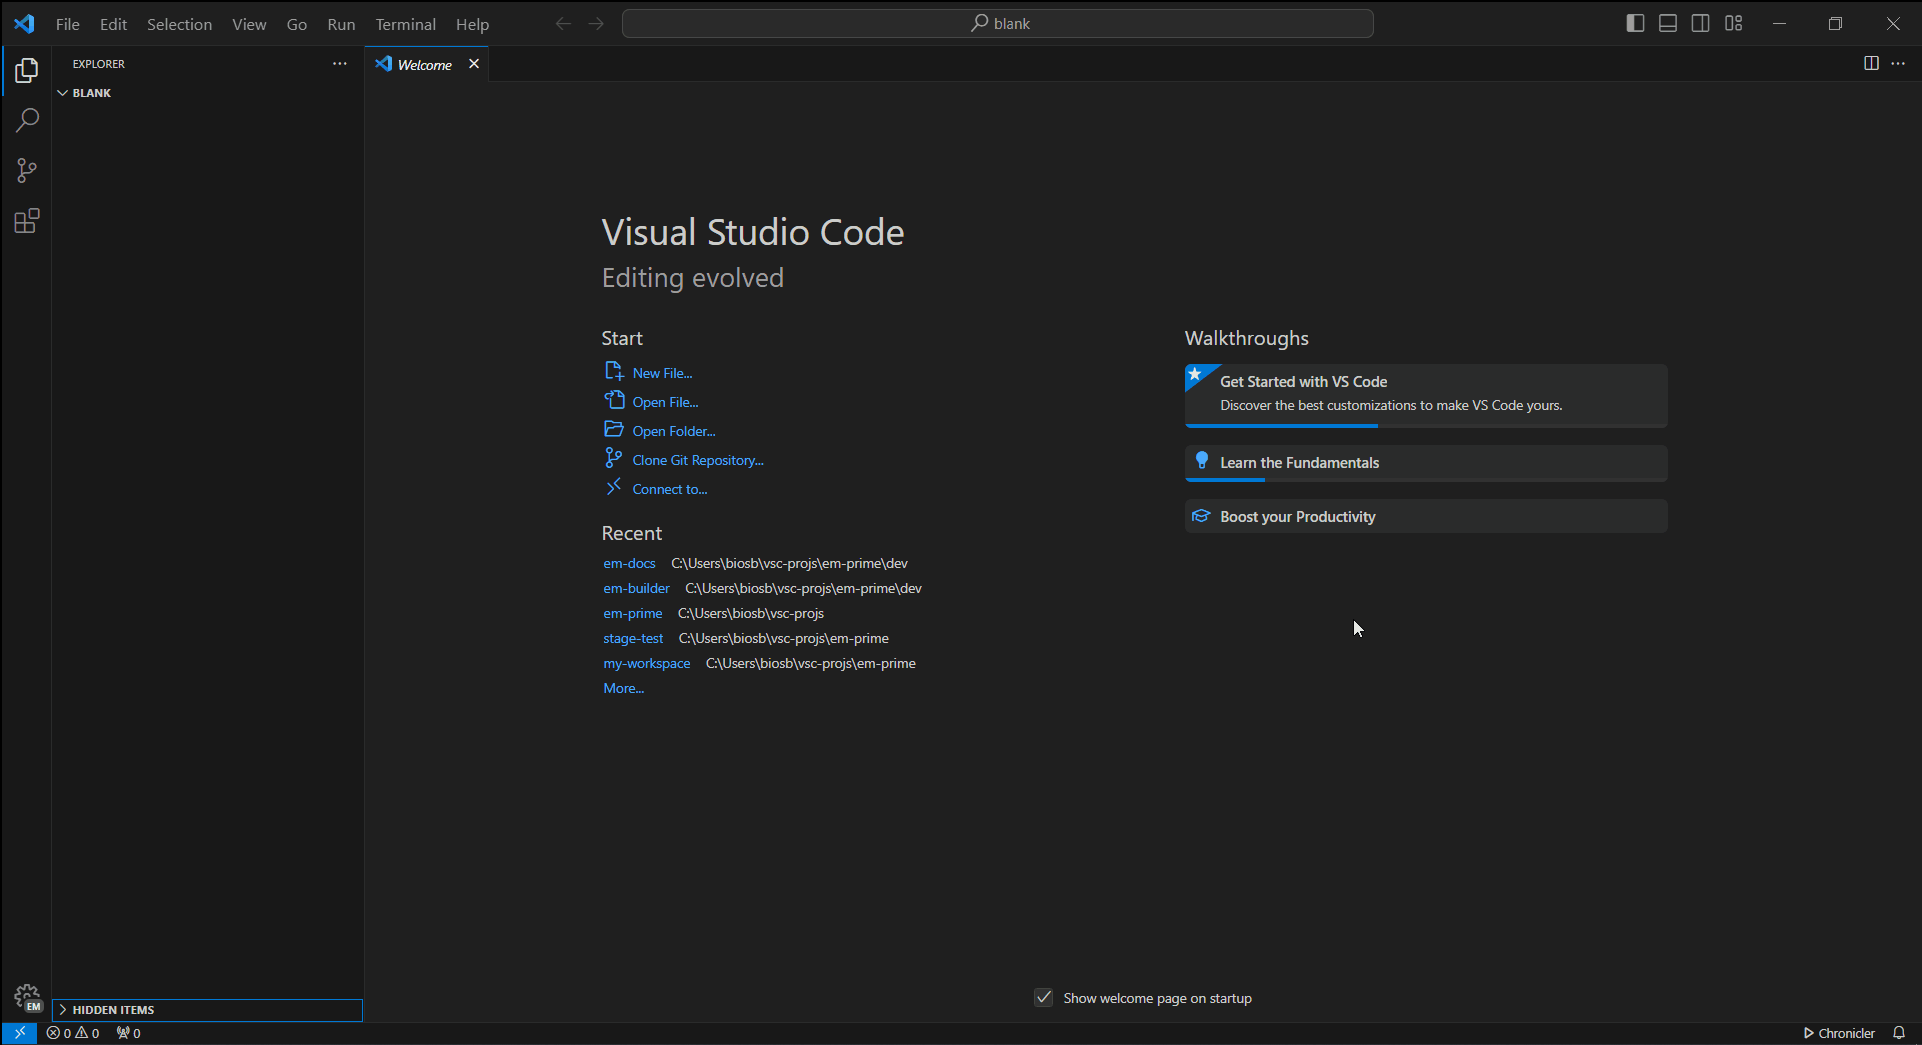 File Edit Selection View Go Run Terminal Help
blank
EXPLORER
Welcome
BLANK
Visual Studio Code
Editing evolved
Start
New File...
Open File...
Open Folder...
Clone Git Repository...
Connect to...
Recent
em-docs C:\Users\biosb\vsc-projs\em-prime\dev
em-builder C:\Users\biosb\vsc-projs\em-prime\dev
em-prime C:\Users\biosb\vsc-projs
stage-test C:\Users\biosb\vsc-projs\em-prime
my-workspace C:\Users\biosb\vsc-projs\em-prime
More...
Walkthroughs
Get Started with VS Code
Discover the best customizations to make VS Code yours.
Learn the Fundamentals
Boost your Productivity
Show welcome page on startup
EM
HIDDEN ITEMS
0 0 0
Chronicler